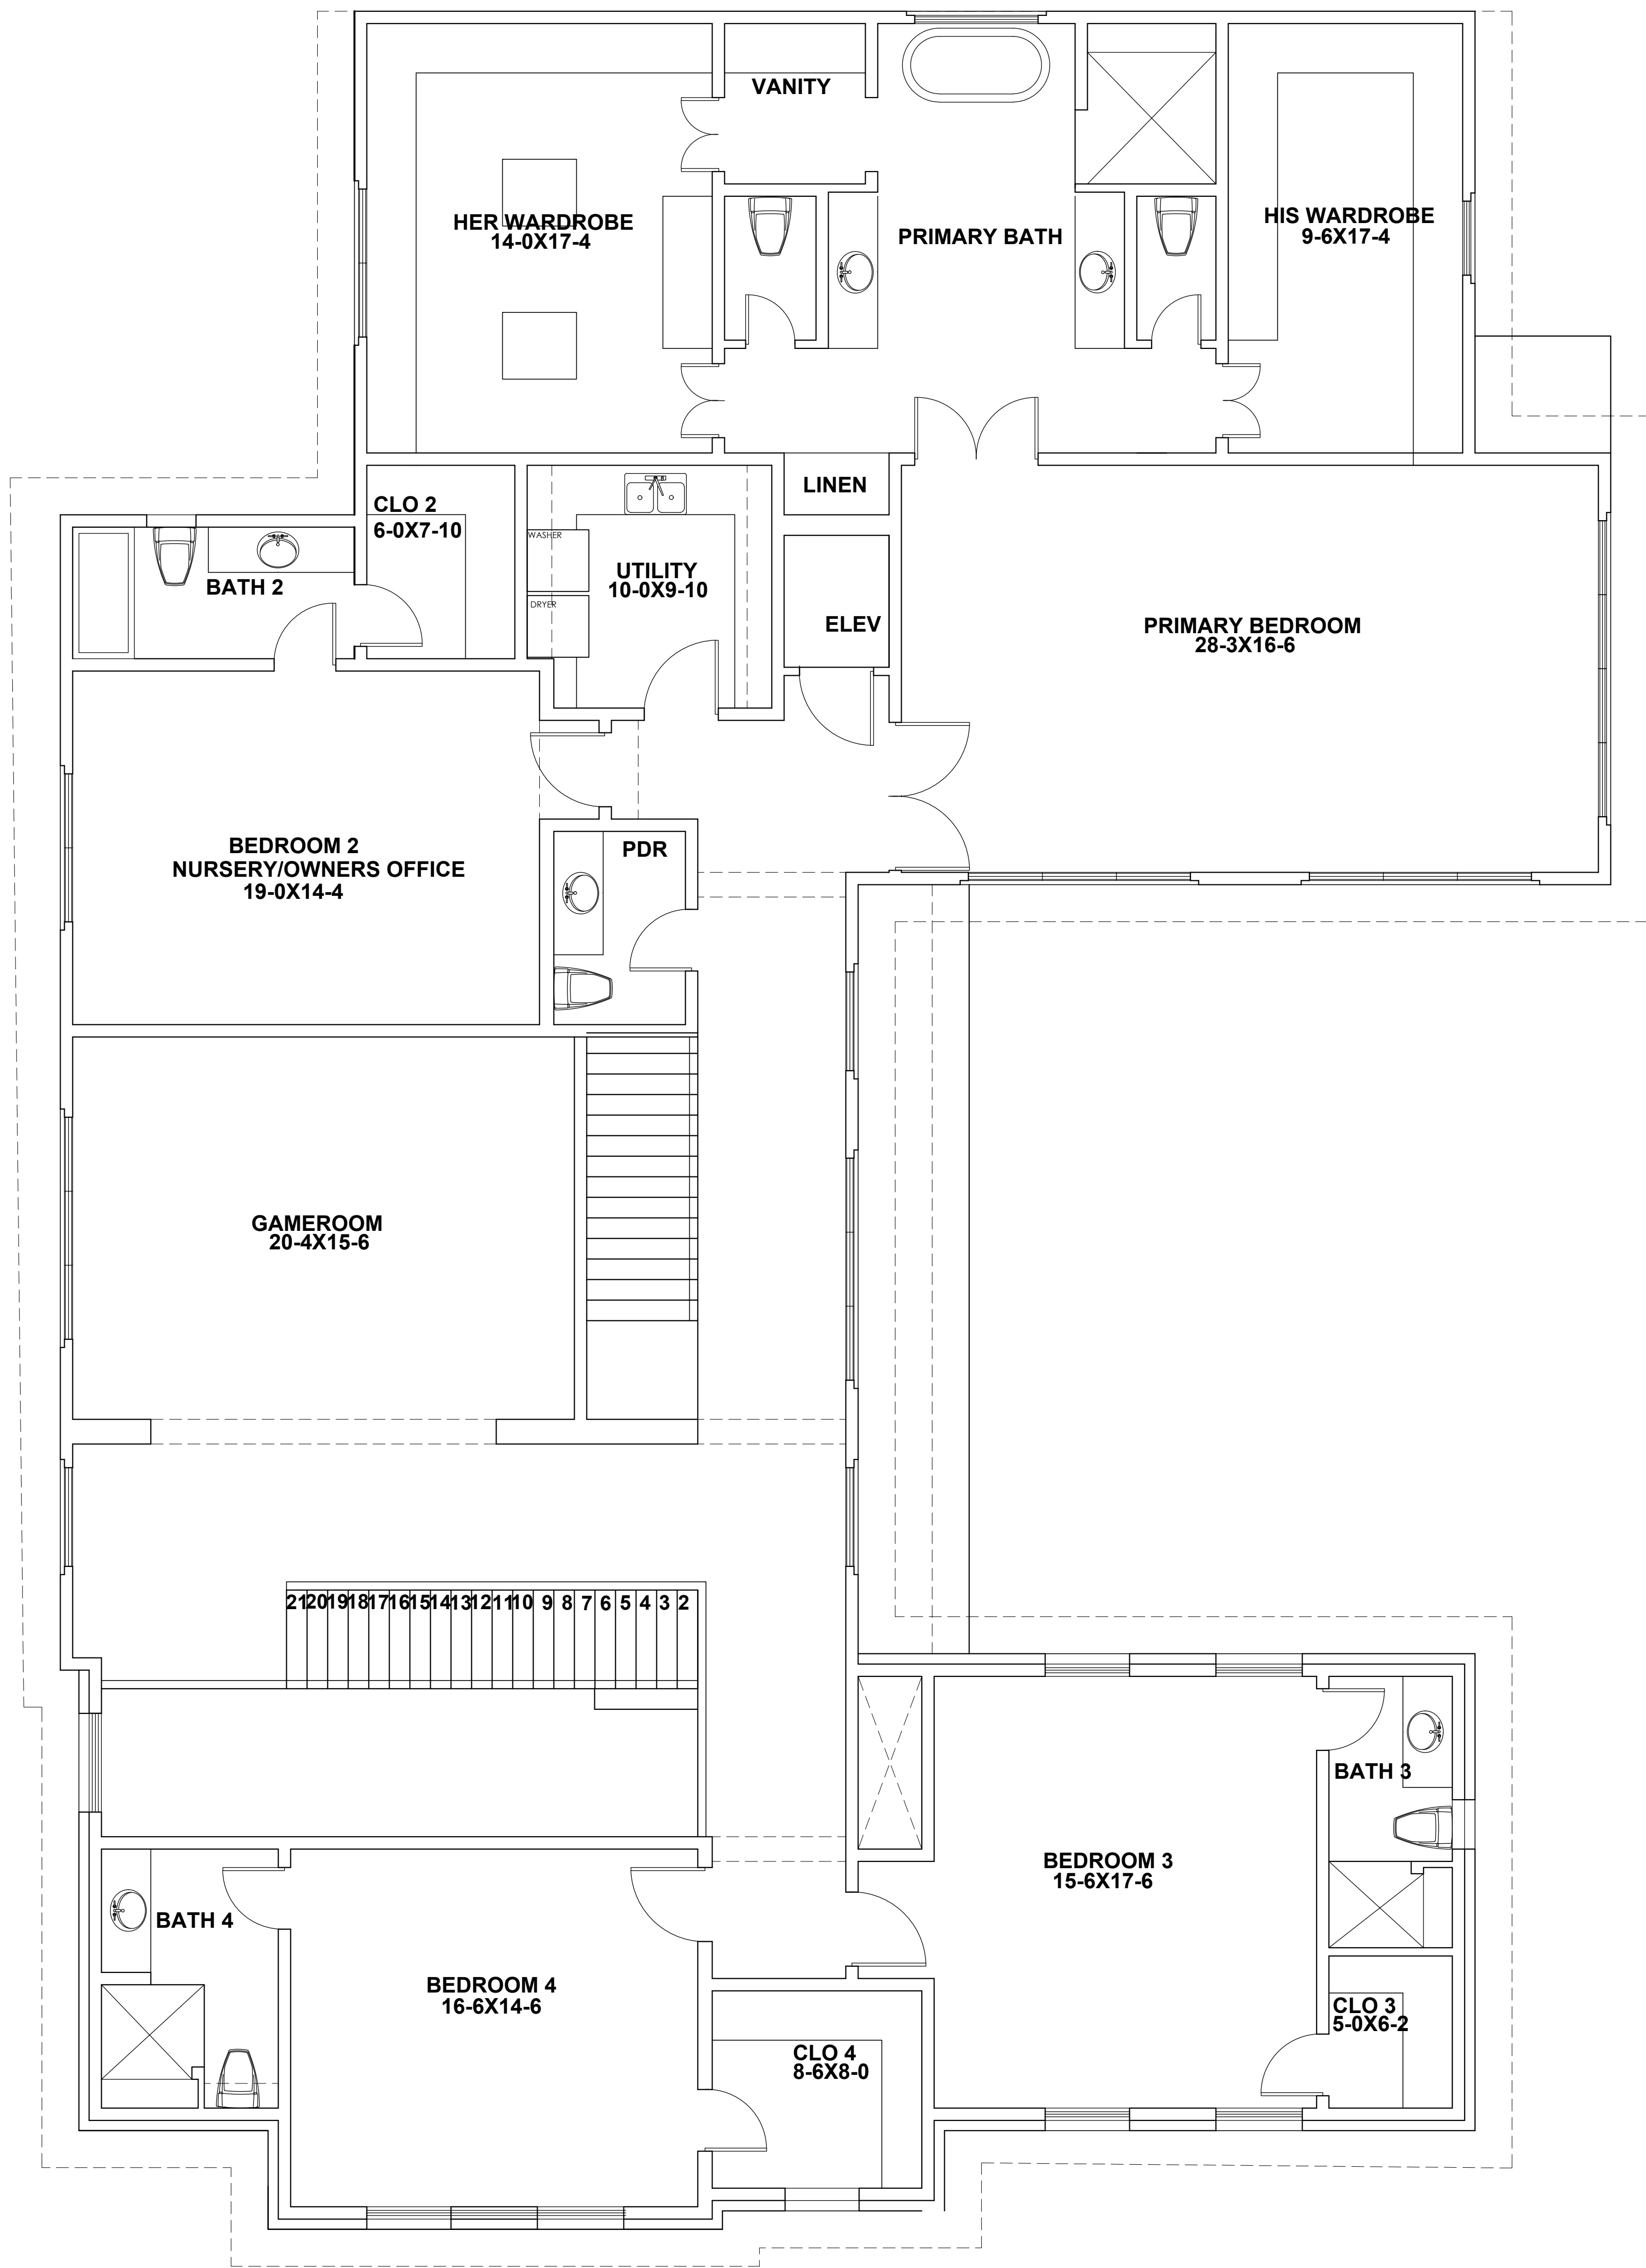 VANITY
HER WARDROBE
14-0X17-4
PRIMARY BATH
HIS WARDROBE
9-6X17-4
CLO 2
6-0X7-10
LINEN
WASHER
DRYER
UTILITY
10-0X9-10
BATH 2
ELEV
PRIMARY BEDROOM
28-3X16-6
BEDROOM 2
NURSERY/OWNERS OFFICE
19-0X14-4
PDR
GAMEROOM
20-4X15-6
21 20 19 18 17 16 15 14 13 12 11 10 9 8 7 6 5 4 3 2
BATH 3
BEDROOM 3
15-6X17-6
BATH 4
BEDROOM 4
16-6X14-6
CLO 3
5-0X6-2
CLO 4
8-6X8-0